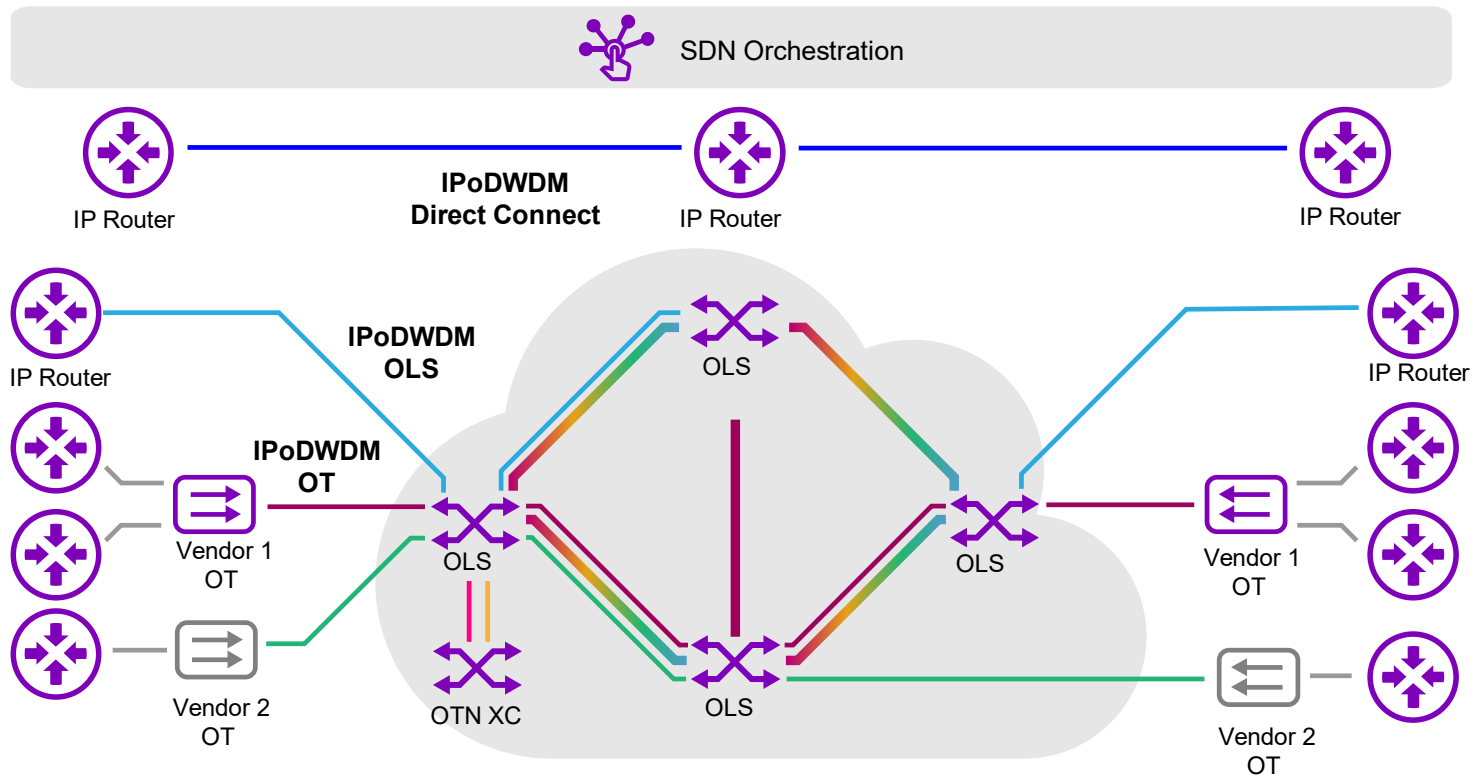 SDN Orchestration
IP Router
IPoDWDM
Direct Connect
IP Router
IP Router
IP Router
IPoDWDM
OLS
OLS
IP Router
IPoDWDM
OT
Vendor 1
OT
OLS
OLS
Vendor 1
OT
Vendor 2
OT
OTN XC
OLS
Vendor 2
OT